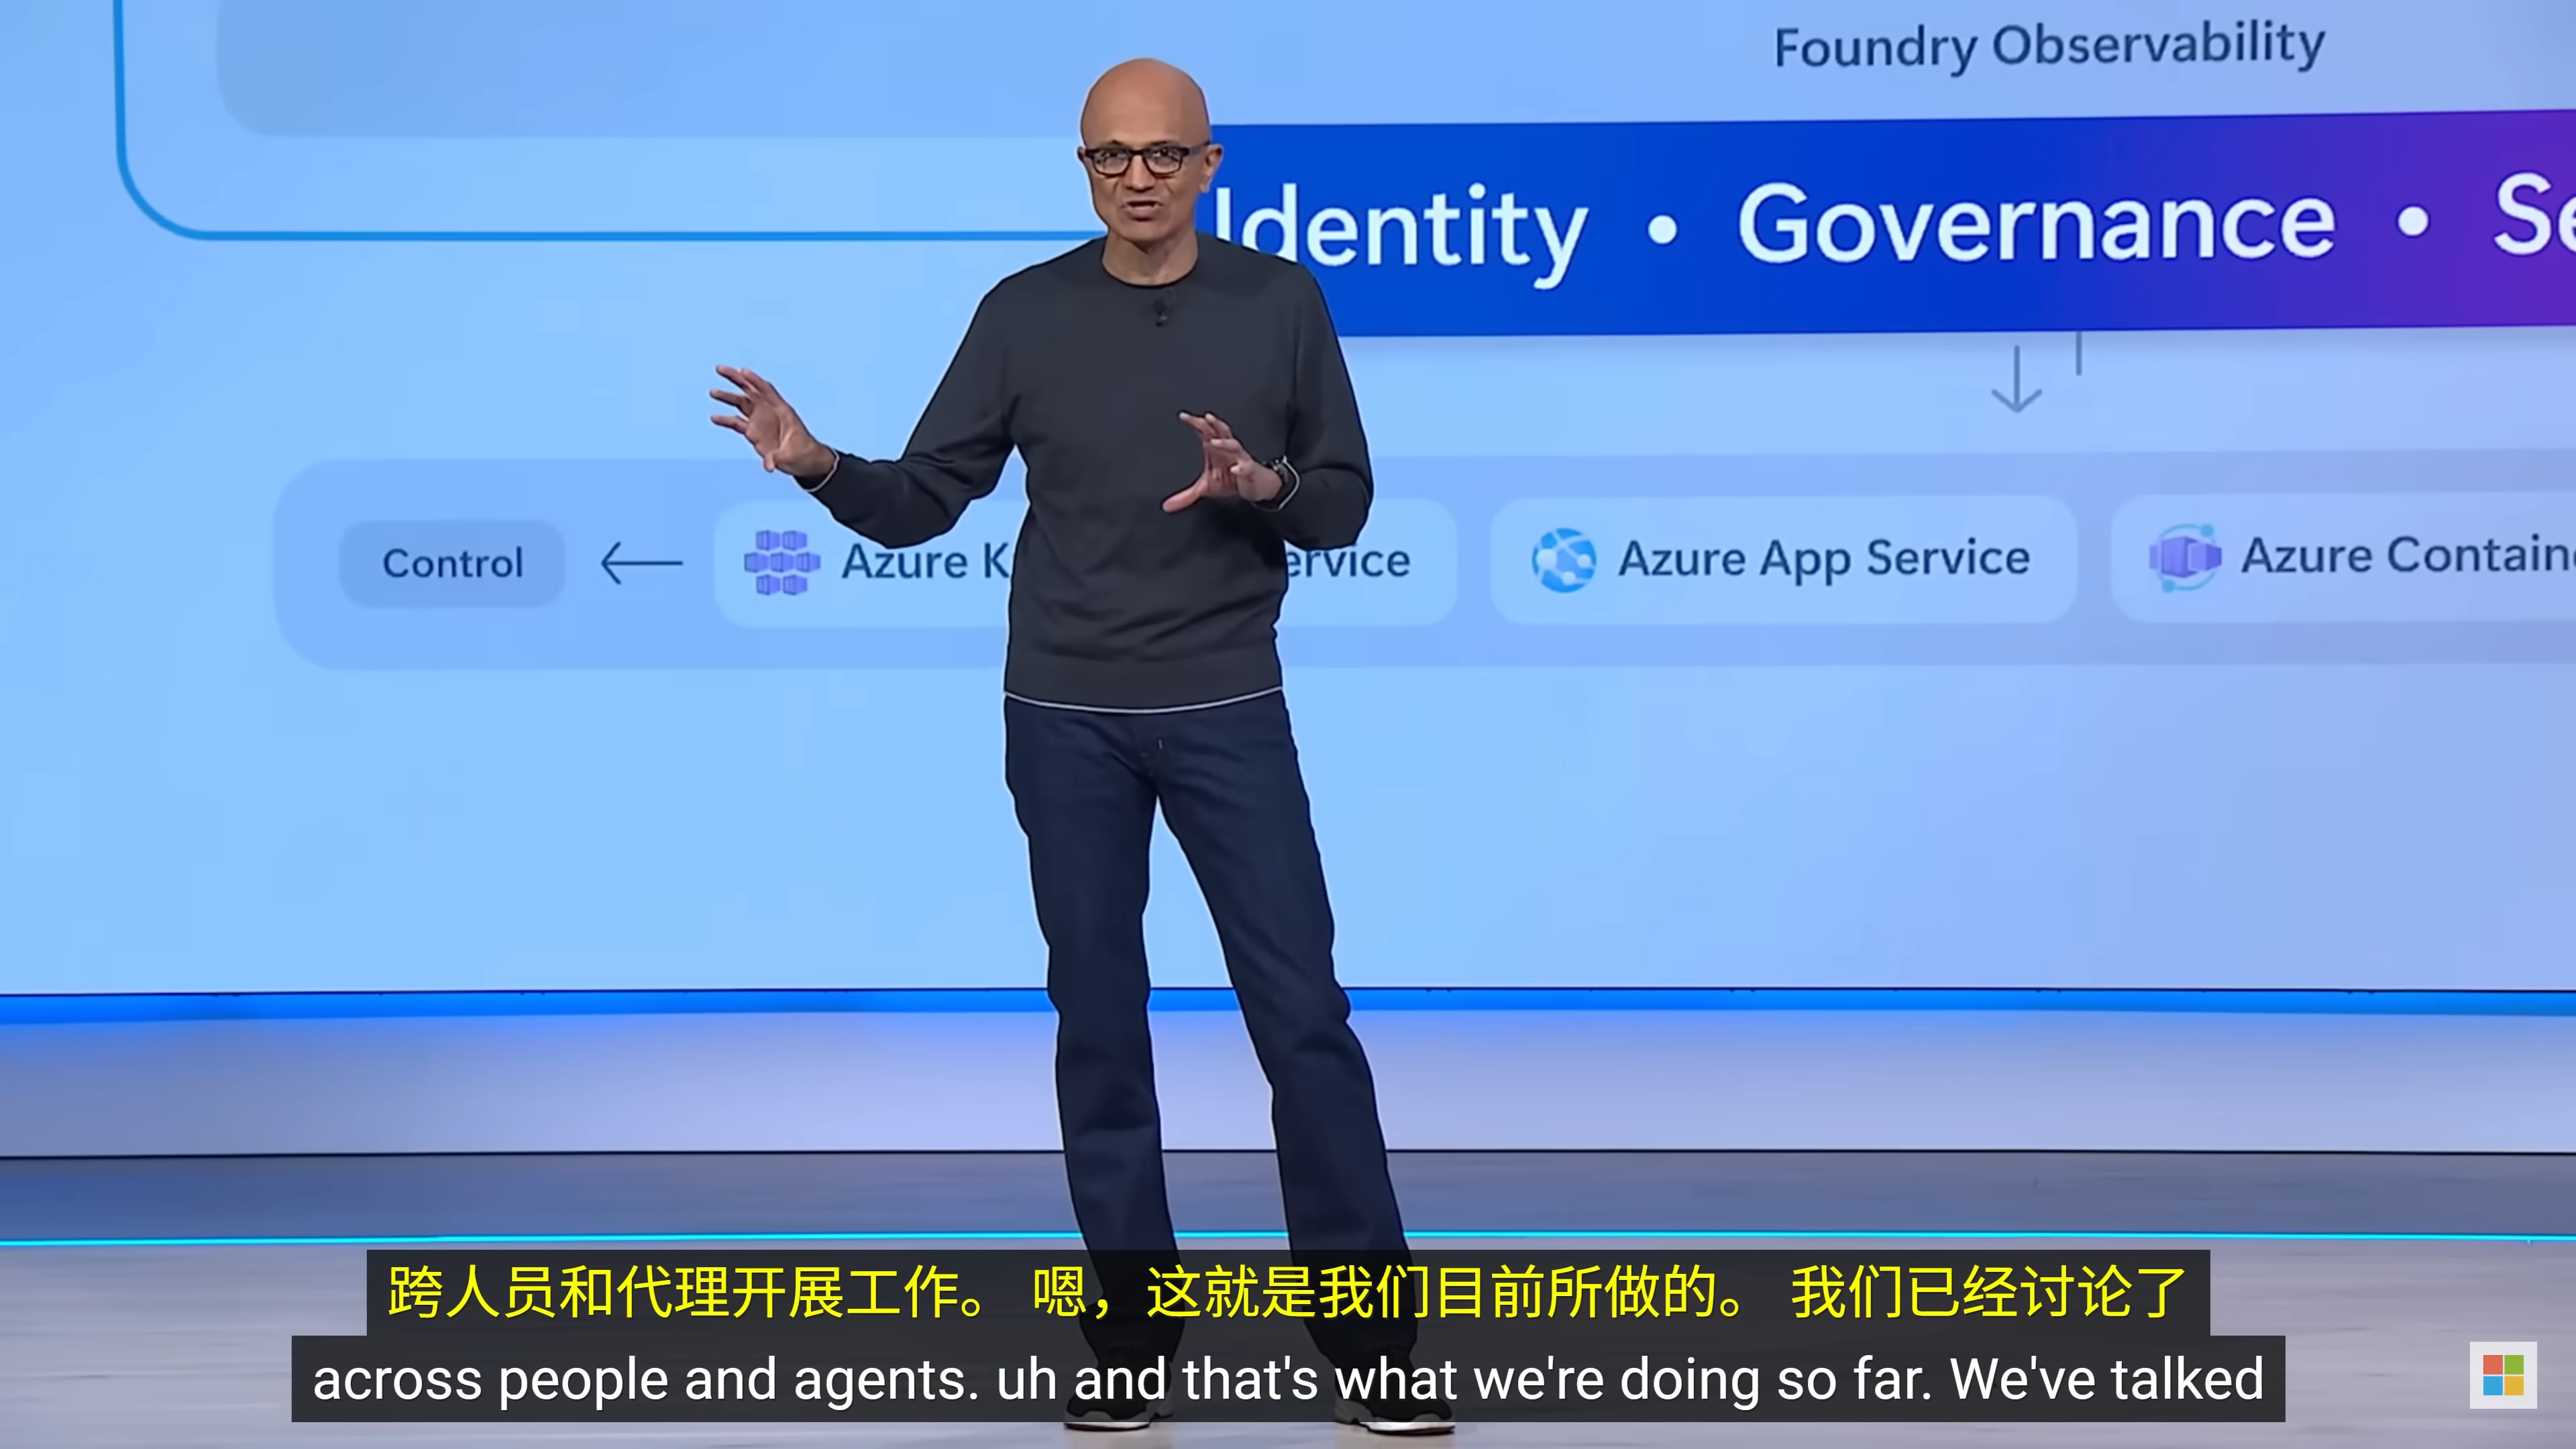 Foundry Observability
Identity • Governance • Se
Control ← Azure K ervice Azure App Service Azure Contain
跨人员和代理开展工作。 嗯，这就是我们目前所做的。 我们已经讨论了
across people and agents. uh and that's what we're doing so far. We've talked